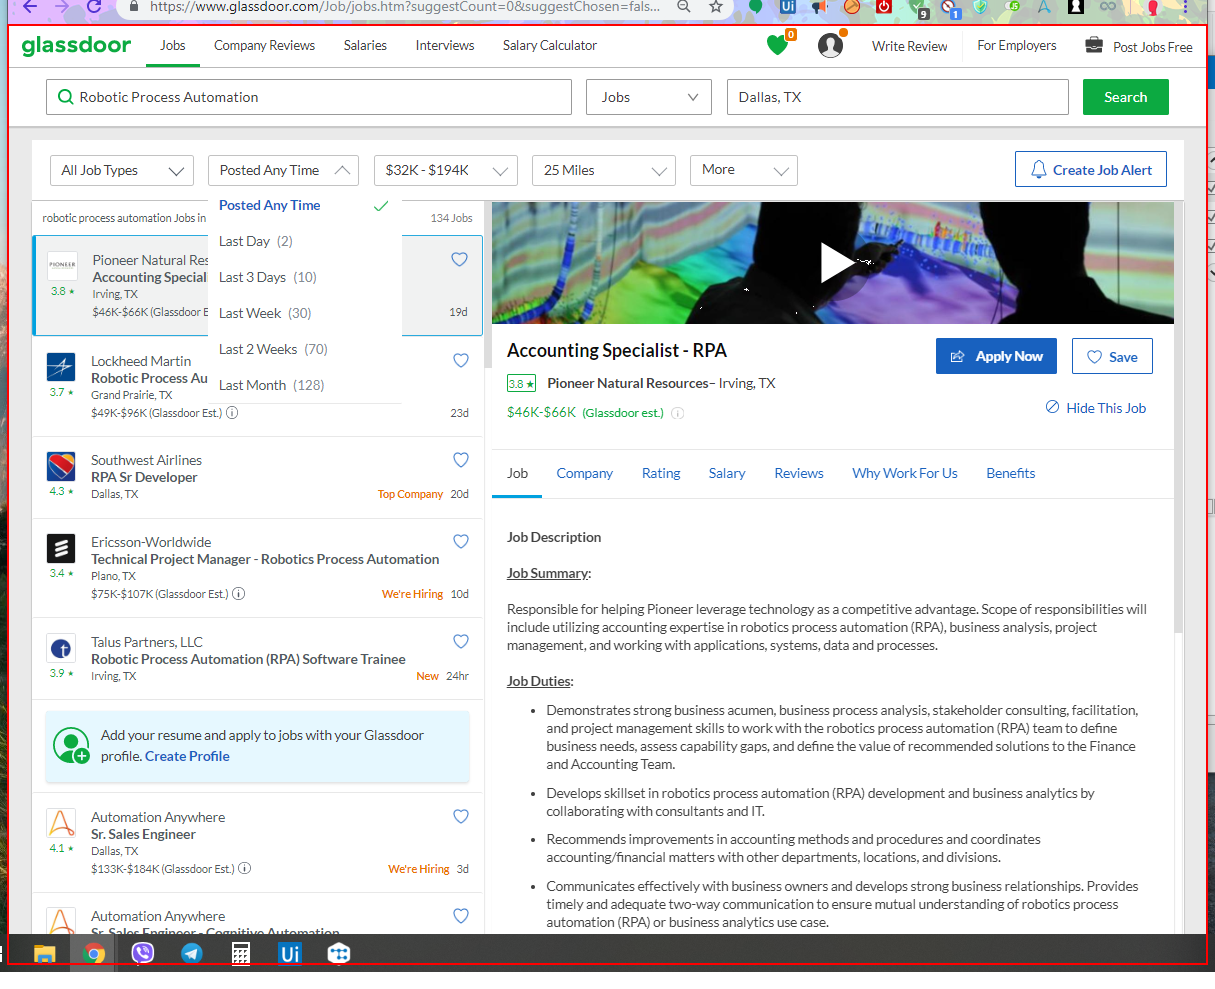 https://www.glassdoor.com/Job/jobs.htm?suggestCount=0&suggestChosen=fals...
glassdoor
Jobs
Company Reviews
Salaries
Interviews
Salary Calculator
0
Write Review
For Employers
Post Jobs Free
Robotic Process Automation
Jobs
Dallas, TX
Search
All Job Types
Posted Any Time
$32K - $194K
25 Miles
More
Create Job Alert
Posted Any Time
Last Day (2)
Last 3 Days (10)
Last Week (30)
Last 2 Weeks (70)
Last Month (128)
robotic process automation Jobs in
134 Jobs
PIONEER
Pioneer Natural Res
Accounting Special
3.8 ★
Irving, TX
$46K-$66K (Glassdoor E
19d
Lockheed Martin
Robotic Process Au
3.7 ★
Grand Prairie, TX
$49K-$96K (Glassdoor Est.)
23d
Southwest Airlines
RPA Sr Developer
4.3 ★
Dallas, TX
Top Company 20d
Ericsson-Worldwide
Technical Project Manager - Robotics Process Automation
3.4 ★
Plano, TX
$75K-$107K (Glassdoor Est.)
We're Hiring 10d
Talus Partners, LLC
Robotic Process Automation (RPA) Software Trainee
3.9 ★
Irving, TX
New 24hr
Add your resume and apply to jobs with your Glassdoor
profile. Create Profile
Automation Anywhere
Sr. Sales Engineer
4.1 ★
Dallas, TX
$133K-$184K (Glassdoor Est.)
We're Hiring 3d
Automation Anywhere
Sr. Sales Engineer - Cognitive Automation
Accounting Specialist - RPA
Apply Now
Save
3.8 ★
Pioneer Natural Resources– Irving, TX
$46K-$66K (Glassdoor est.)
Hide This Job
Job
Company
Rating
Salary
Reviews
Why Work For Us
Benefits
Job Description
Job Summary:
Responsible for helping Pioneer leverage technology as a competitive advantage. Scope of responsibilities will
include utilizing accounting expertise in robotics process automation (RPA), business analysis, project
management, and working with applications, systems, data and processes.
Job Duties:
• Demonstrates strong business acumen, business process analysis, stakeholder consulting, facilitation,
and project management skills to work with the robotics process automation (RPA) team to define
business needs, assess capability gaps, and define the value of recommended solutions to the Finance
and Accounting Team.
• Develops skillset in robotics process automation (RPA) development and business analytics by
collaborating with consultants and IT.
• Recommends improvements in accounting methods and procedures and coordinates
accounting/financial matters with other departments, locations, and divisions.
• Communicates effectively with business owners and develops strong business relationships. Provides
timely and adequate two-way communication to ensure mutual understanding of robotics process
automation (RPA) or business analytics use case.
Ui
9
1
Ui